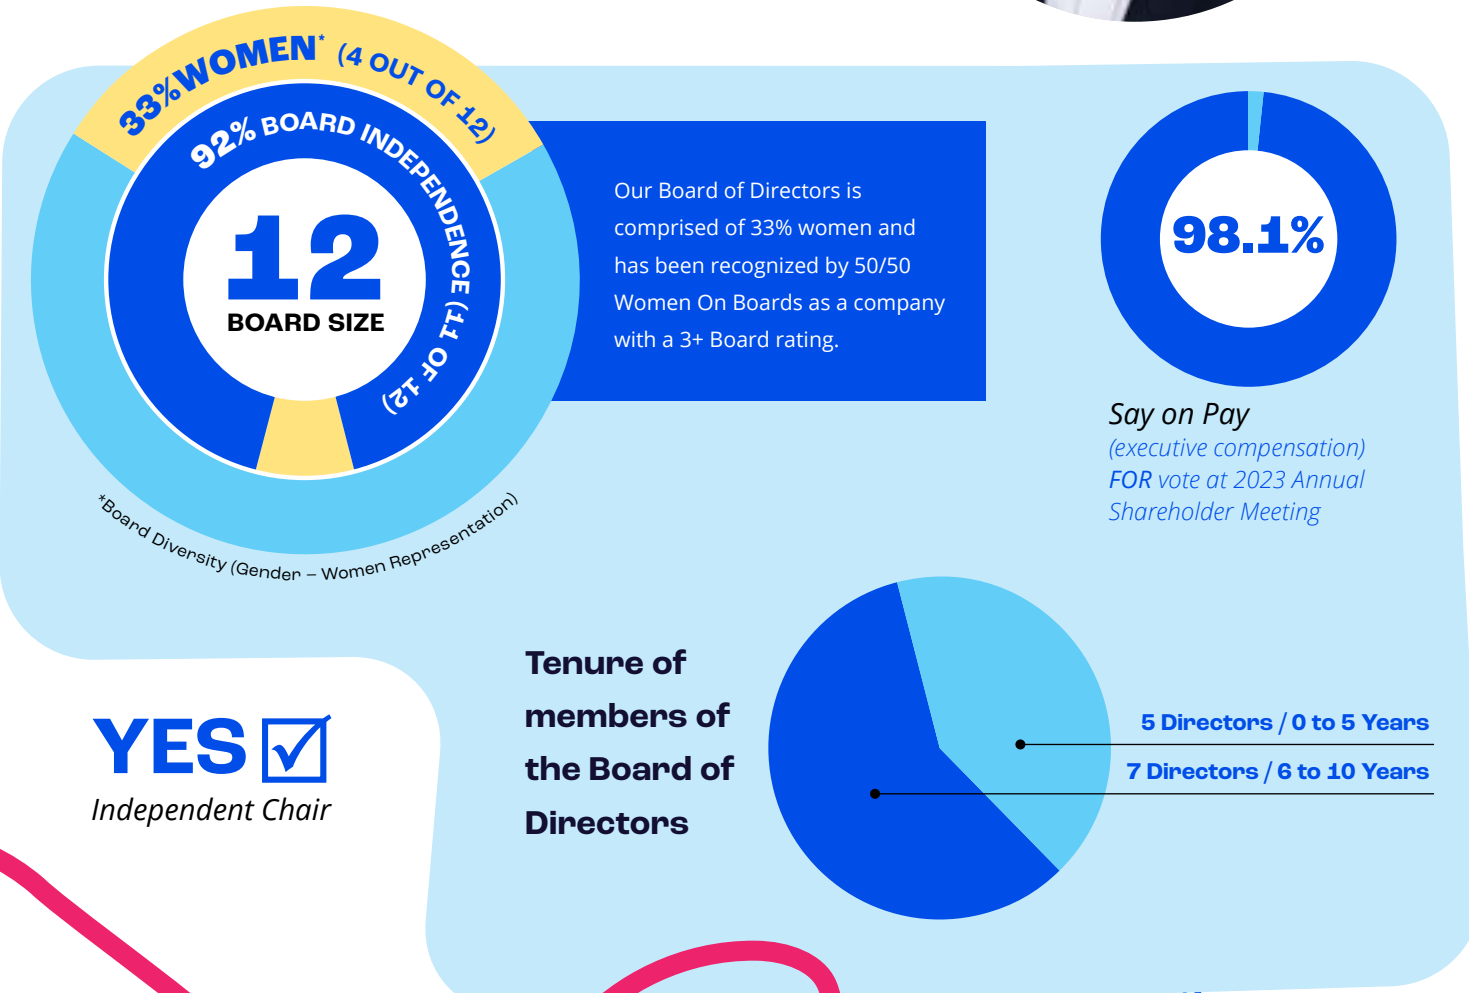 33% WOMEN* (4 OUT OF 12)
92% BOARD INDEPENDENCE (11 OF 12)
12
BOARD SIZE
*Board Diversity (Gender – Women Representation)
Our Board of Directors is
comprised of 33% women and
has been recognized by 50/50
Women On Boards as a company
with a 3+ Board rating.
98.1%
Say on Pay
(executive compensation)
FOR vote at 2023 Annual
Shareholder Meeting
YES
Independent Chair
Tenure of
members of
the Board of
Directors
5 Directors / 0 to 5 Years
7 Directors / 6 to 10 Years